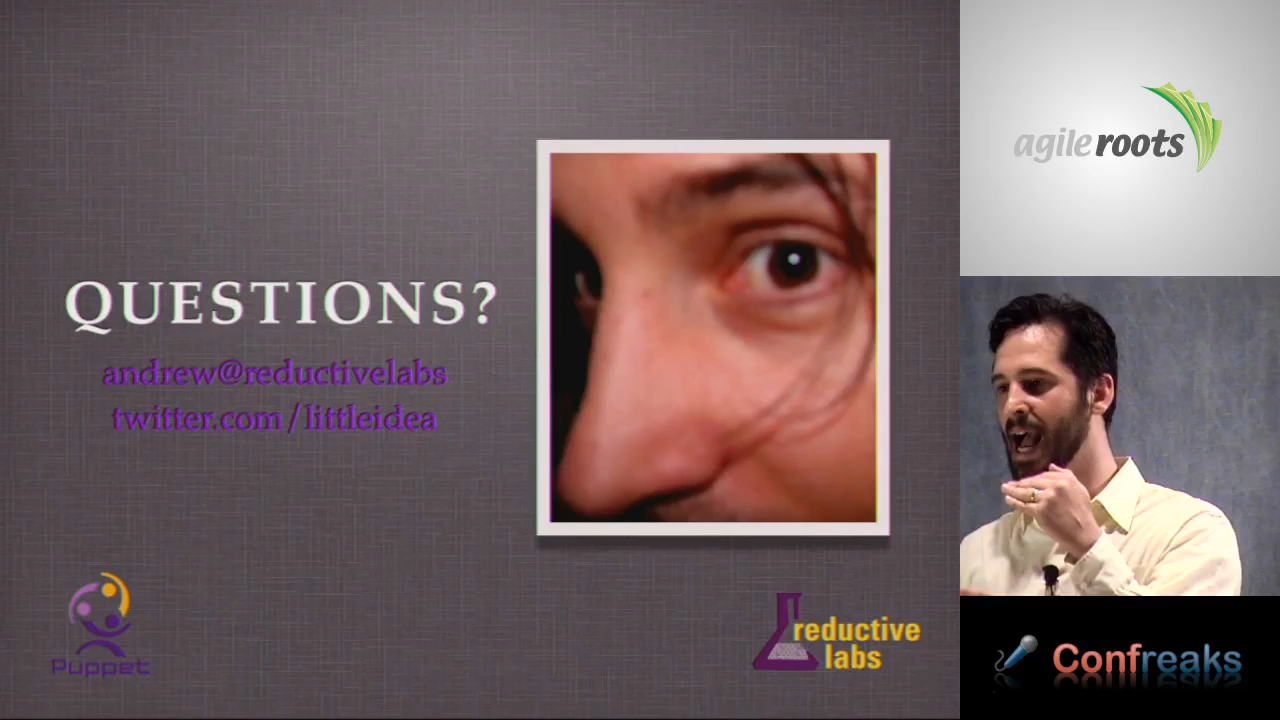 QUESTIONS?
andrew@reductivelabs
twitter.com/littleidea
Puppet
reductive
labs
agile roots
Confreaks